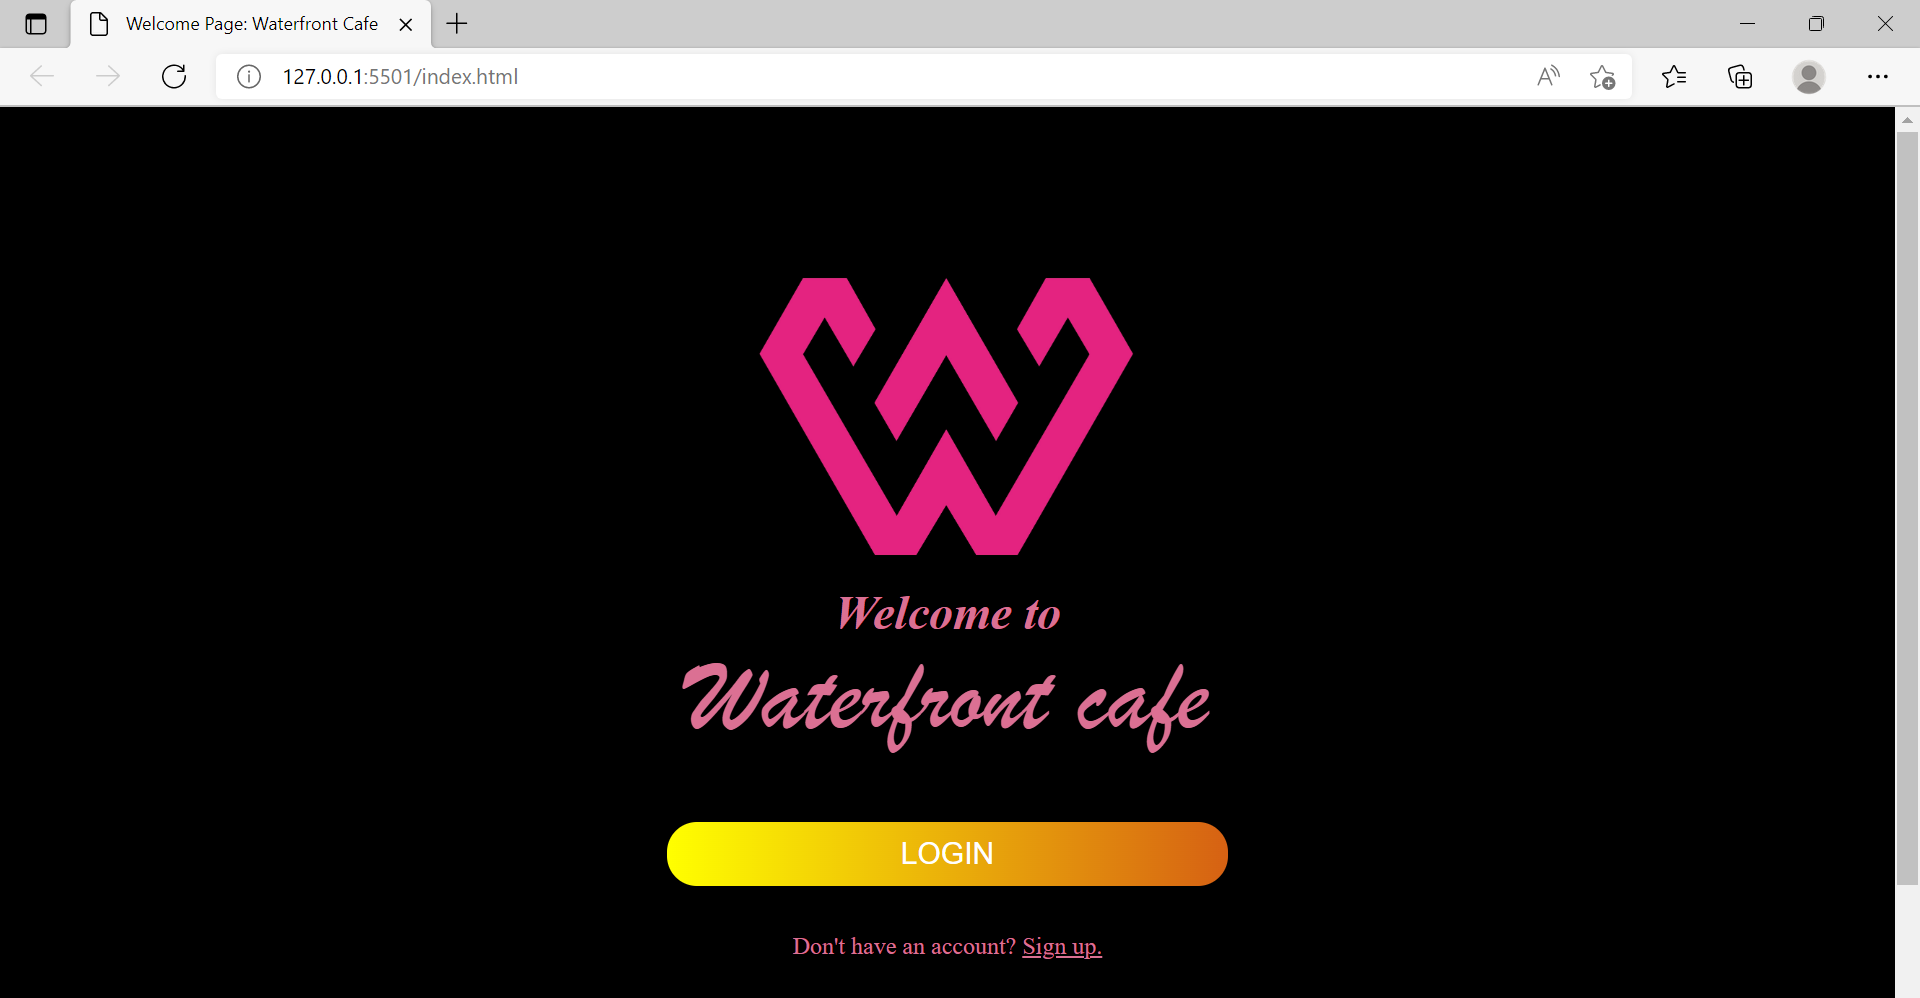 Welcome Page: Waterfront Cafe
127.0.0.1:5501/index.html
Welcome to
Waterfront cafe
LOGIN
Don't have an account? Sign up.